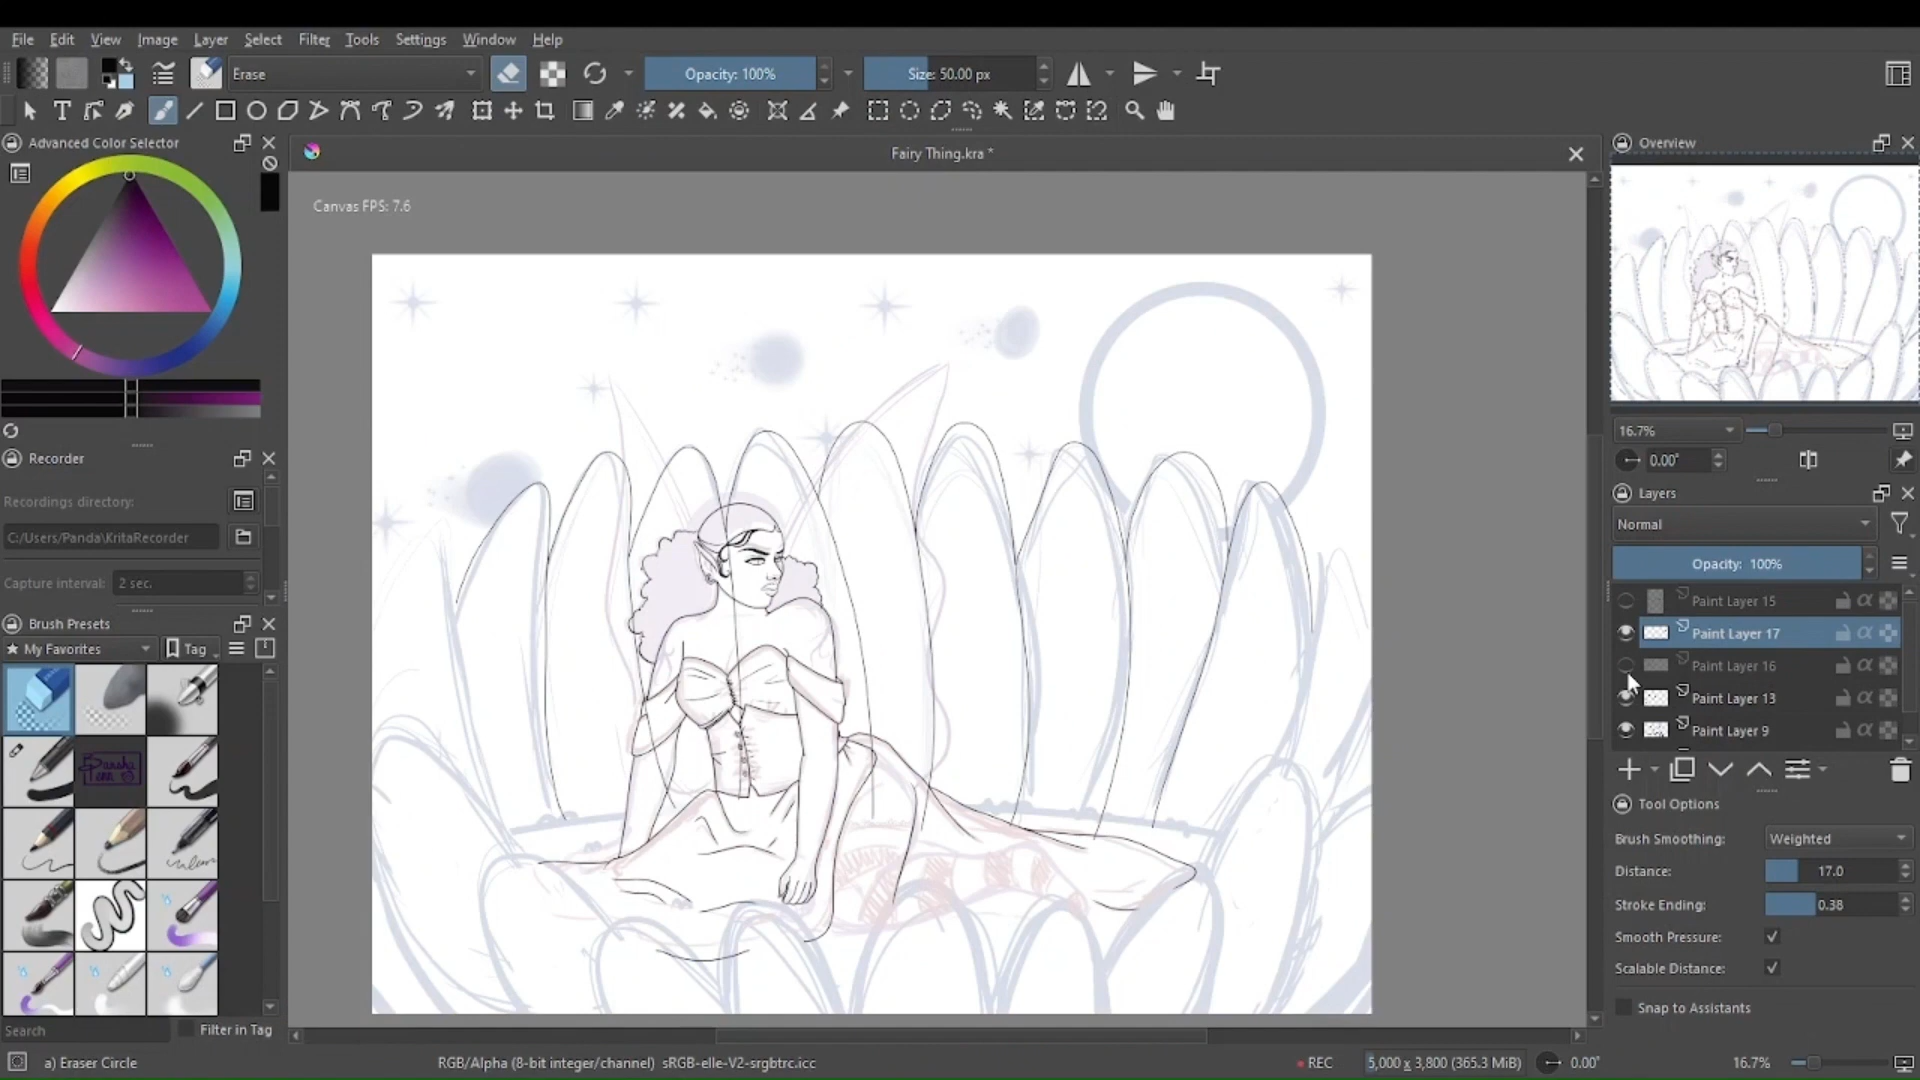 File Edit View Image Layer Select Filter Tools Settings Window Help
Erase Opacity: 100% Size: 50.00 px
Advanced Color Selector
Fairy Thing.kra *
Overview
Canvas FPS: 7.6
16.7%
0.00°
Recorder
Recordings directory:
C:/Users/Panda\KritaRecorder
Capture interval: 2 sec.
Layers
Normal
Opacity: 100%
Paint Layer 15
Paint Layer 17
Paint Layer 16
Paint Layer 13
Paint Layer 9
Brush Presets
★ My Favorites Tag
Search Filter in Tag
Tool Options
Brush Smoothing: Weighted
Distance: 17.0
Stroke Ending: 0.38
Smooth Pressure: ✓
Scalable Distance: ✓
Snap to Assistants
a) Eraser Circle RGB/Alpha (8-bit integer/channel) sRGB-elle-V2-srgbtrc.icc REC 5,000 x 3,800 (365.3 MiB) 0.00° 16.7%